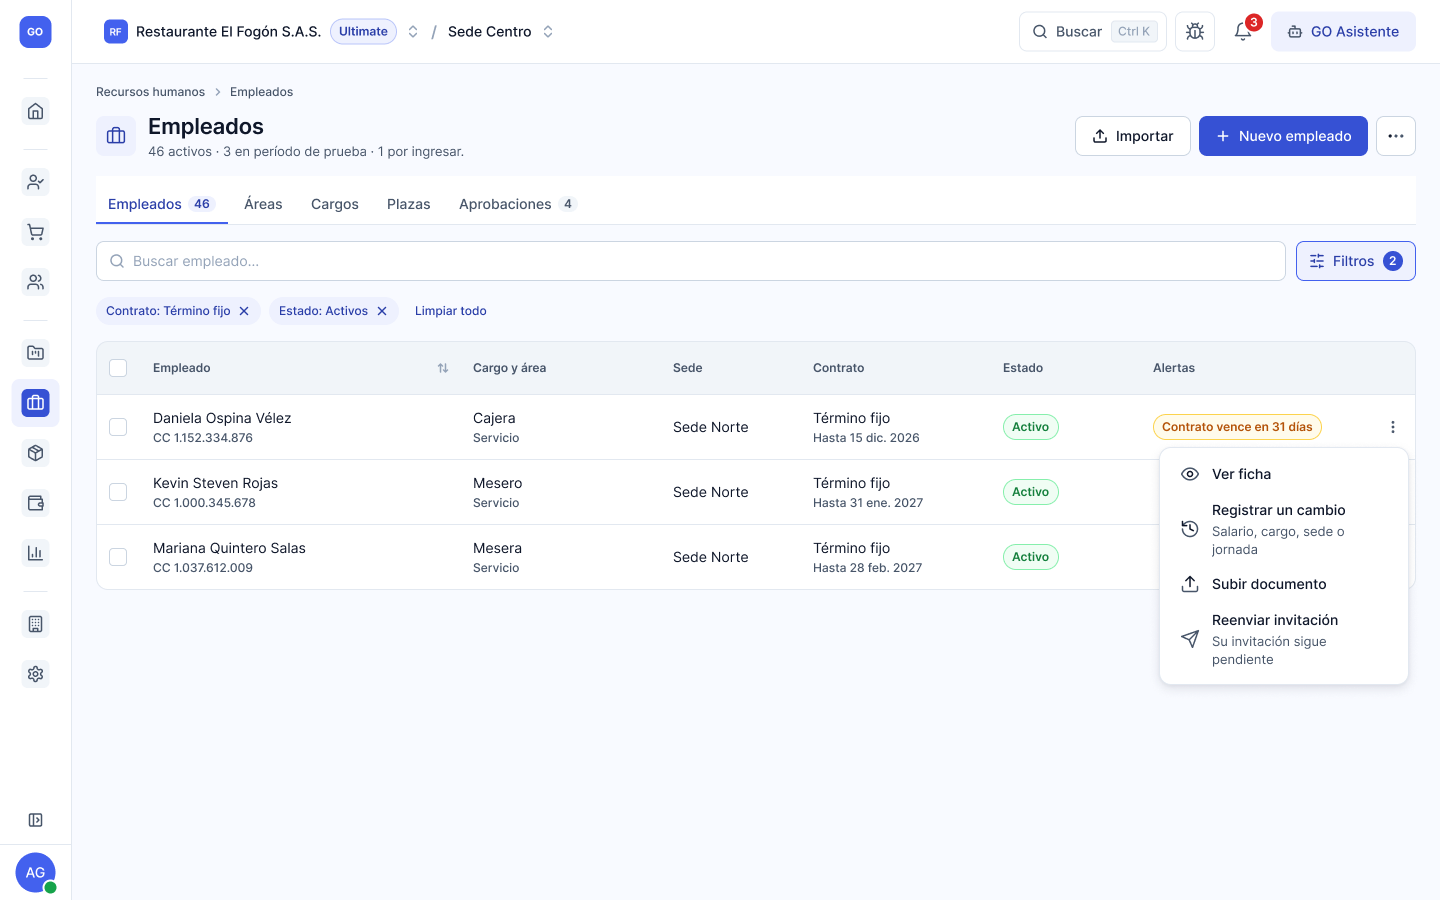 GO
RF Restaurante El Fogón S.A.S. Ultimate / Sede Centro
Buscar Ctrl K
3
GO Asistente
Recursos humanos > Empleados
Empleados
46 activos · 3 en período de prueba · 1 por ingresar.
Importar
+ Nuevo empleado
Empleados 46 Áreas Cargos Plazas Aprobaciones 4
Buscar empleado...
Filtros 2
Contrato: Término fijo Estado: Activos Limpiar todo
Empleado Cargo y área Sede Contrato Estado Alertas
Daniela Ospina Vélez
CC 1.152.334.876
Cajera
Servicio
Sede Norte
Término fijo
Hasta 15 dic. 2026
Activo
Contrato vence en 31 días
Kevin Steven Rojas
CC 1.000.345.678
Mesero
Servicio
Sede Norte
Término fijo
Hasta 31 ene. 2027
Activo
Mariana Quintero Salas
CC 1.037.612.009
Mesera
Servicio
Sede Norte
Término fijo
Hasta 28 feb. 2027
Activo
Ver ficha
Registrar un cambio
Salario, cargo, sede o
jornada
Subir documento
Reenviar invitación
Su invitación sigue
pendiente
AG